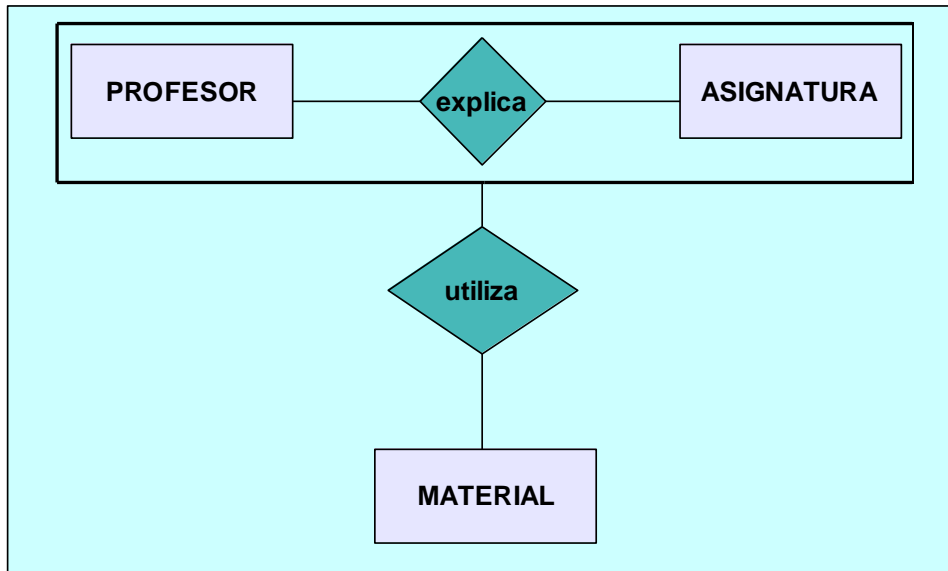 PROFESOR
explica
ASIGNATURA
utiliza
MATERIAL